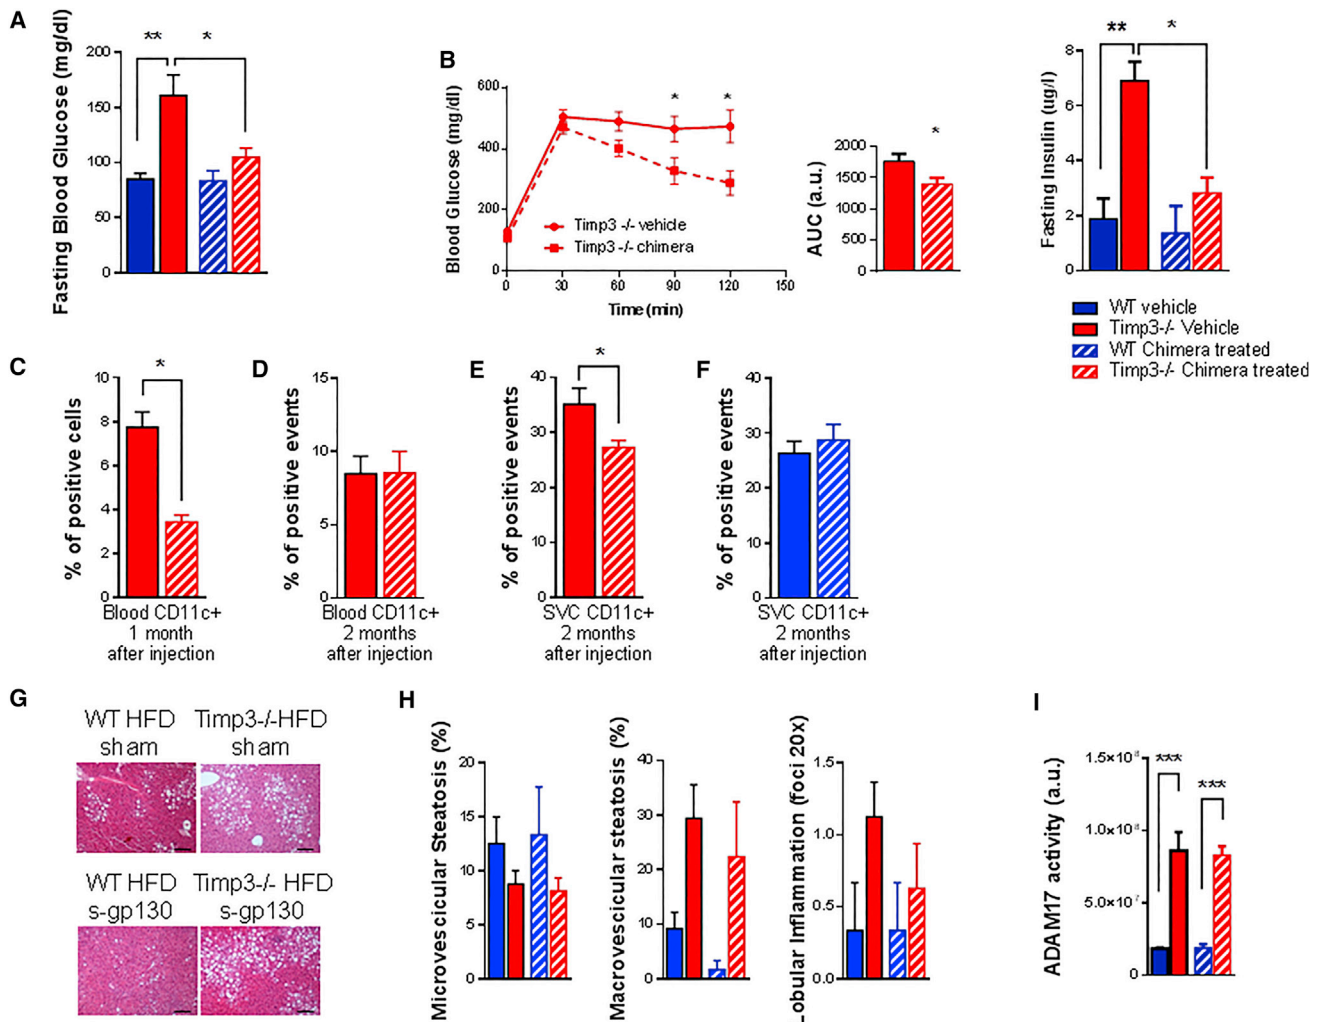 A
Fasting Blood Glucose (mg/dl)
200
150
100
50
0
**
*
B
Blood Glucose (mg/dl)
600
400
200
0
*
*
Timp3 -/- vehicle
Timp3 -/- chimera
0
30
60
90
120
150
Time (min)
AUC (a.u.)
2000
1500
1000
500
0
*
Fasting Insulin (ug/l)
8
6
4
2
0
**
*
WT vehicle
Timp3-/- Vehicle
WT Chimera treated
Timp3-/- Chimera treated
C
% of positive cells
10
8
6
4
2
0
*
Blood CD11c+
1 month
after injection
D
% of positive events
15
10
5
0
Blood CD11c+
2 months
after injection
E
% of positive events
40
30
20
10
0
*
SVC CD11c+
2 months
after injection
F
% of positive events
40
30
20
10
0
SVC CD11c+
2 months
after injection
G
WT HFD
sham
Timp3-/-HFD
sham
WT HFD
s-gp130
Timp3-/- HFD
s-gp130
H
Microvescicular Steatosis (%)
20
15
10
5
0
Macrovescicular steatosis (%)
40
30
20
10
0
Lobular Inflammation (foci 20x)
1.5
1.0
0.5
0.0
I
ADAM17 activity (a.u.)
1.5×10⁸
1.0×10⁸
5.0×10⁷
0
***
***